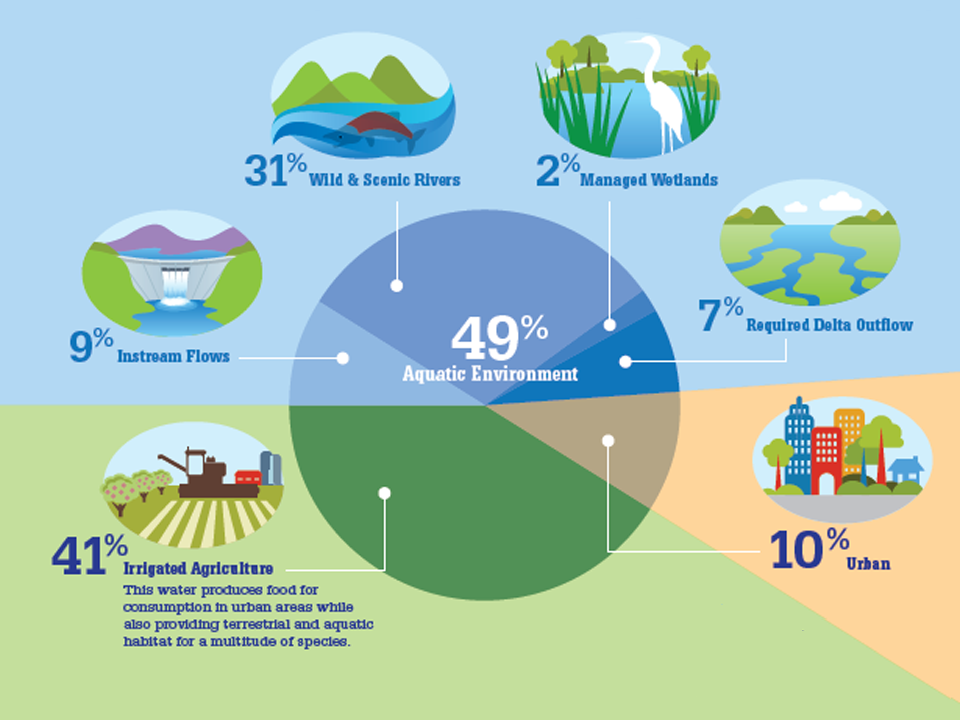 31% Wild & Scenic Rivers
2% Managed Wetlands
9% Instream Flows
49%
Aquatic Environment
7% Required Delta Outflow
41% Irrigated Agriculture
This water produces food for
consumption in urban areas while
also providing terrestrial and aquatic
habitat for a multitude of species.
10% Urban